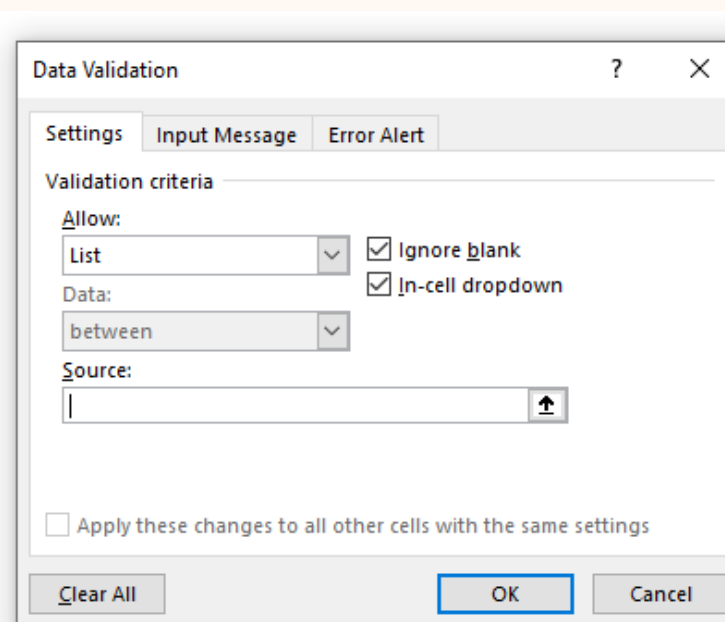 Data Validation ?
Settings Input Message Error Alert
Validation criteria
Allow:
List
Ignore blank
Data:
In-cell dropdown
between
Source:
Apply these changes to all other cells with the same settings
Clear All OK Cancel